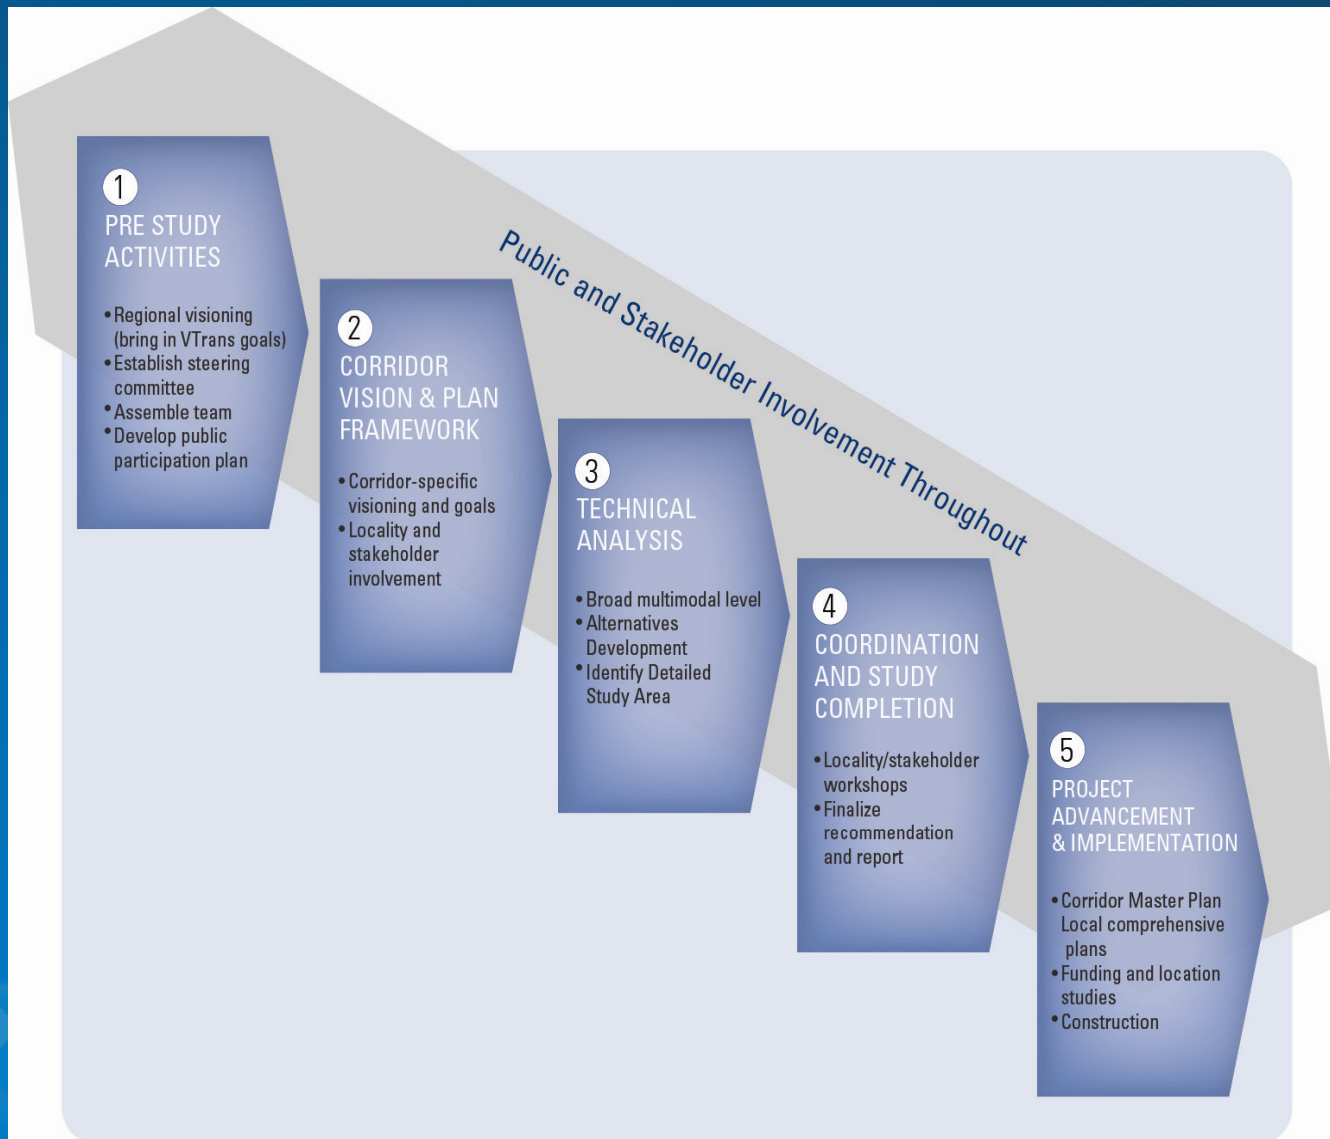 1
PRE STUDY
ACTIVITIES
• Regional visioning
(bring in VTrans goals)
• Establish steering
committee
• Assemble team
• Develop public
participation plan
2
CORRIDOR
VISION & PLAN
FRAMEWORK
• Corridor-specific
visioning and goals
• Locality and
stakeholder
involvement
Public and Stakeholder Involvement Throughout
3
TECHNICAL
ANALYSIS
• Broad multimodal level
• Alternatives
Development
• Identify Detailed
Study Area
4
COORDINATION
AND STUDY
COMPLETION
• Locality/stakeholder
workshops
• Finalize
recommendation
and report
5
PROJECT
ADVANCEMENT
& IMPLEMENTATION
• Corridor Master Plan
Local comprehensive
plans
• Funding and location
studies
• Construction